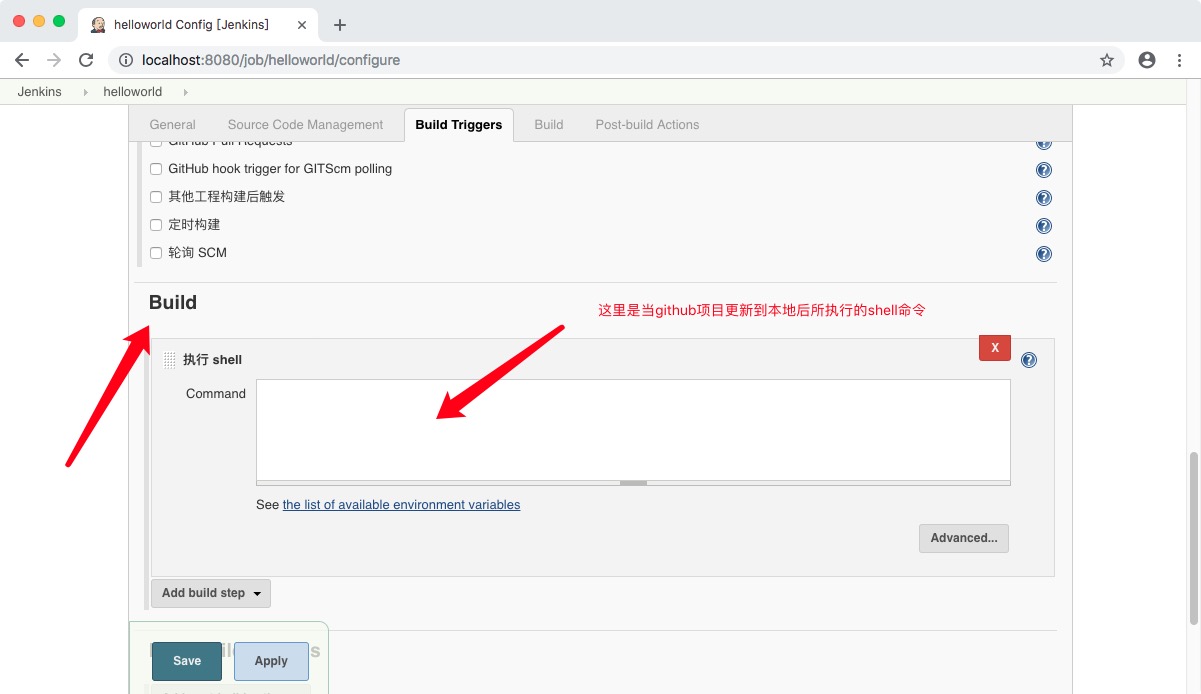 helloworld Config [Jenkins]
localhost:8080/job/helloworld/configure
Jenkins helloworld
General Source Code Management Build Triggers Build Post-build Actions
GitHub Pull Requests
GitHub hook trigger for GITScm polling
其他工程构建后触发
定时构建
轮询 SCM
Build
这里是当github项目更新到本地后所执行的shell命令
执行 shell
X
Command
See the list of available environment variables
Advanced...
Add build step
Save Apply